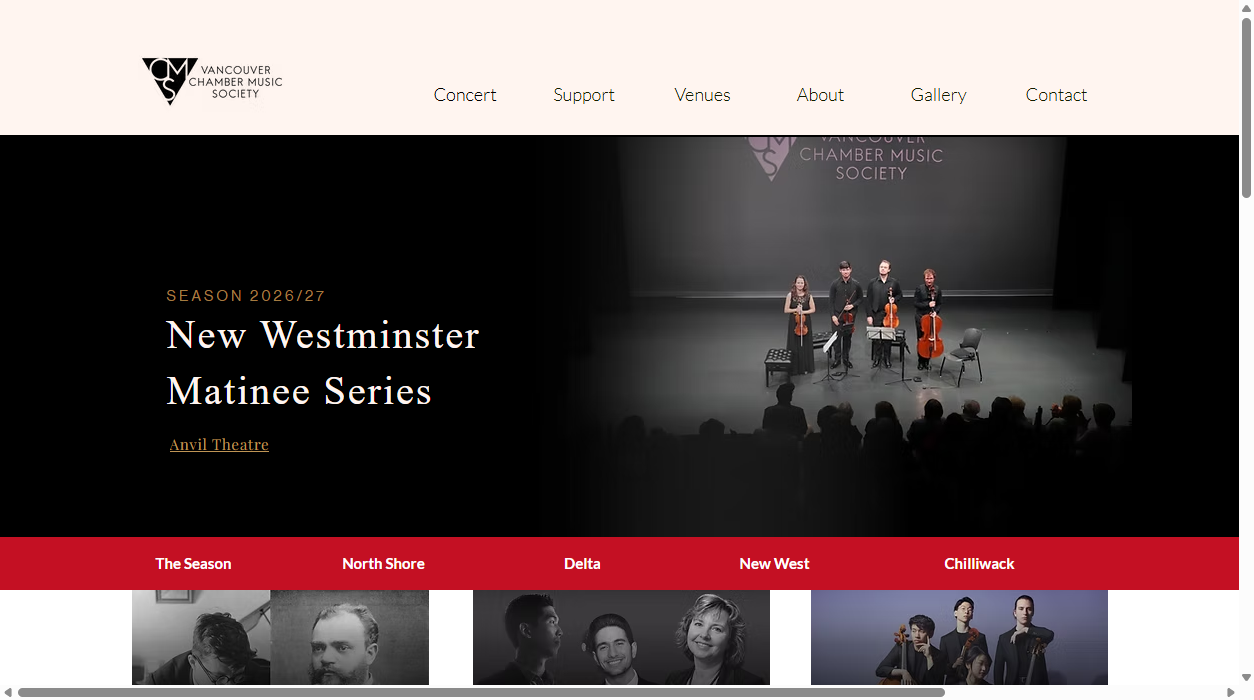 VANCOUVER
CHAMBER MUSIC
SOCIETY
Concert
Support
Venues
About
Gallery
Contact
VANCOUVER
CHAMBER MUSIC
SOCIETY
SEASON 2026/27
New Westminster
Matinee Series
Anvil Theatre
The Season
North Shore
Delta
New West
Chilliwack